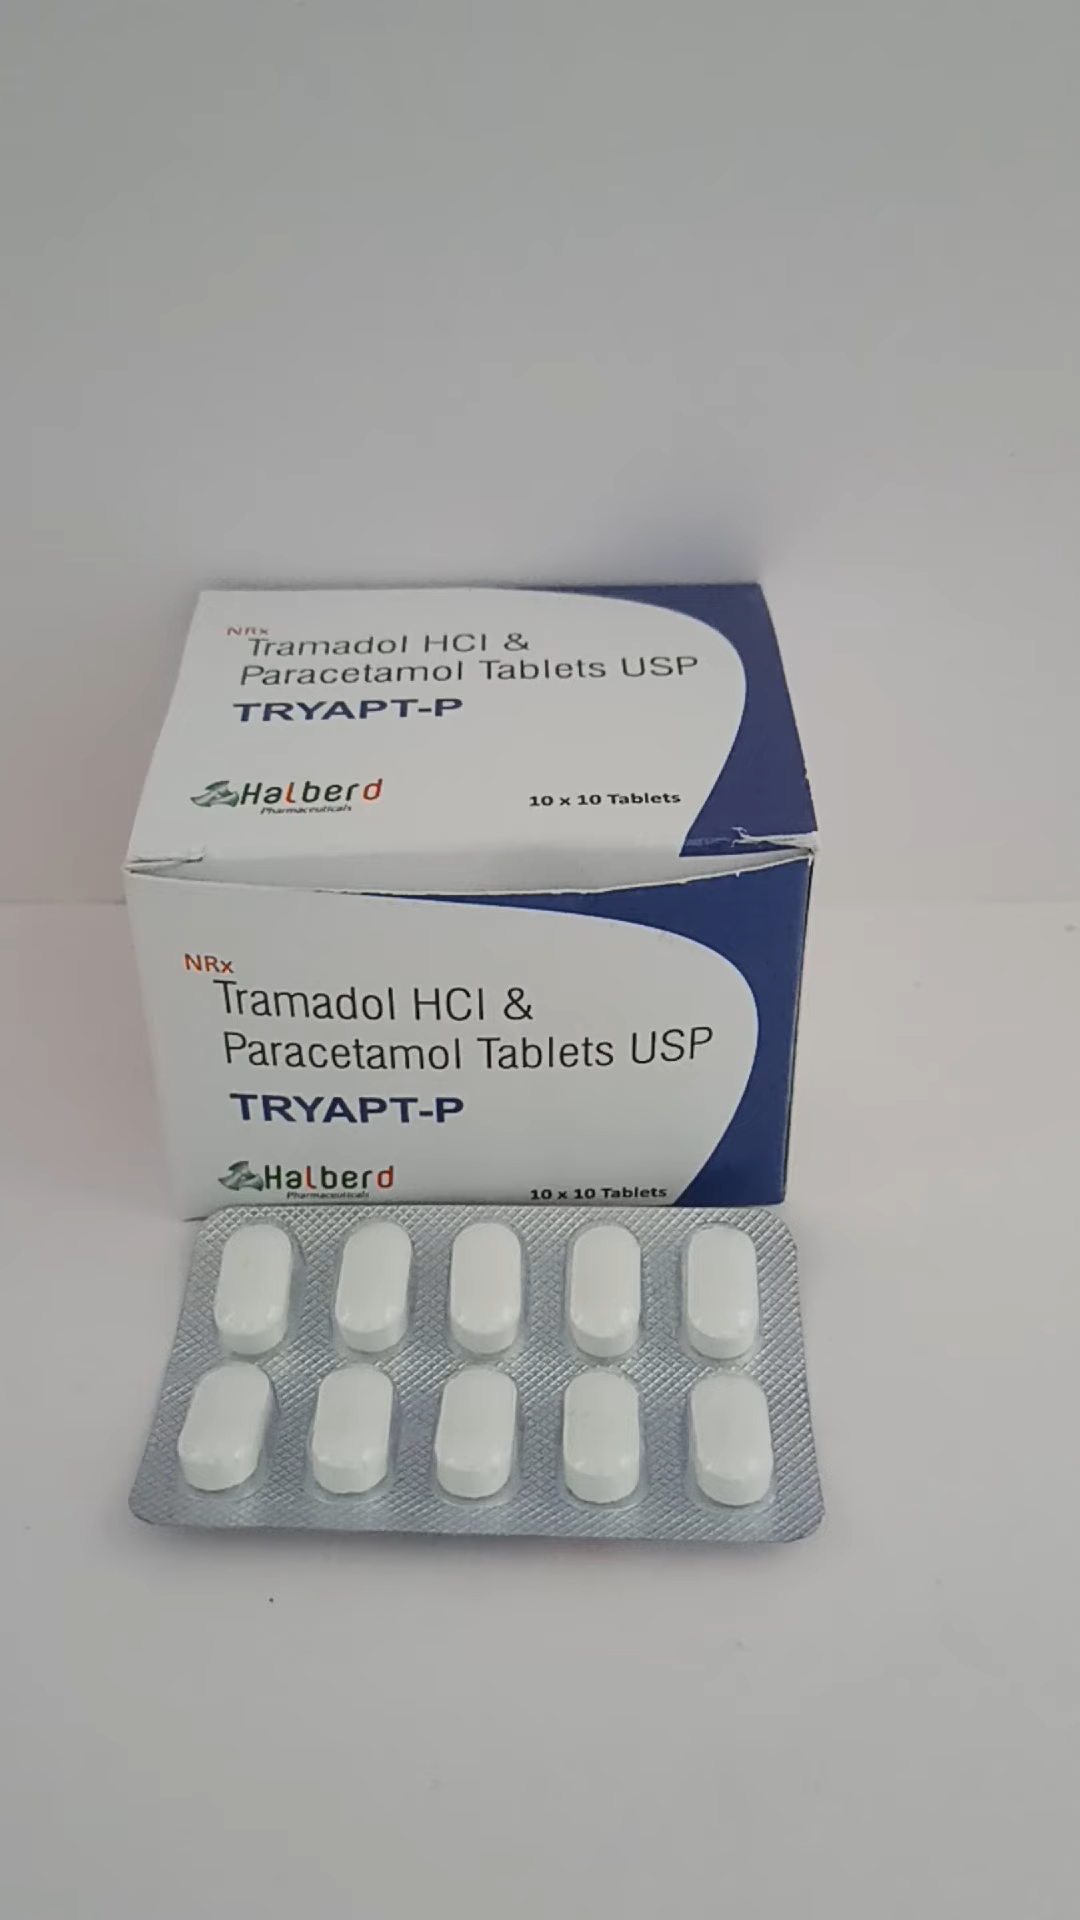 NRx
Tramadol HCl &
Paracetamol Tablets USP
TRYAPT-P
Halberd
Pharmaceuticals
10 x 10 Tablets
NRx
Tramadol HCl &
Paracetamol Tablets USP
TRYAPT-P
Halberd
Pharmaceuticals
10 x 10 Tablets